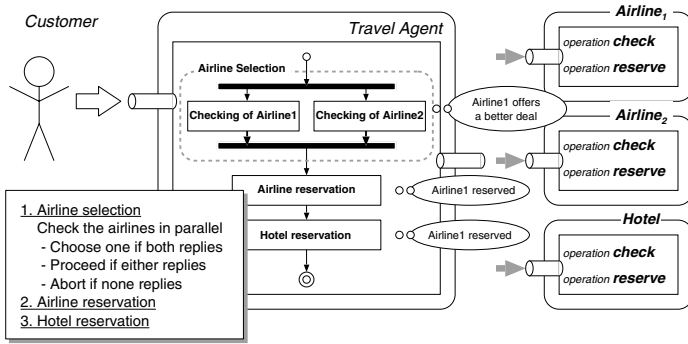 Customer
Travel Agent
Airline Selection
Checking of Airline1
Checking of Airline2
Airline reservation
Hotel reservation
Airline1 offers
a better deal
Airline1 reserved
Airline1 reserved
Airline1
operation check
operation reserve
Airline2
operation check
operation reserve
Hotel
operation check
operation reserve
1. Airline selection
Check the airlines in parallel
- Choose one if both replies
- Proceed if either replies
- Abort if none replies
2. Airline reservation
3. Hotel reservation